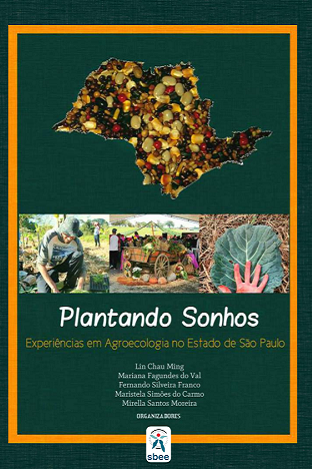 Plantando Sonhos
Experiências em Agroecologia no Estado de São Paulo
Lin Chau Ming
Mariana Fagundes do Val
Fernando Silveira Franco
Maristela Simões do Carmo
Mirella Santos Moreira
ORGANIZADORES
sbee